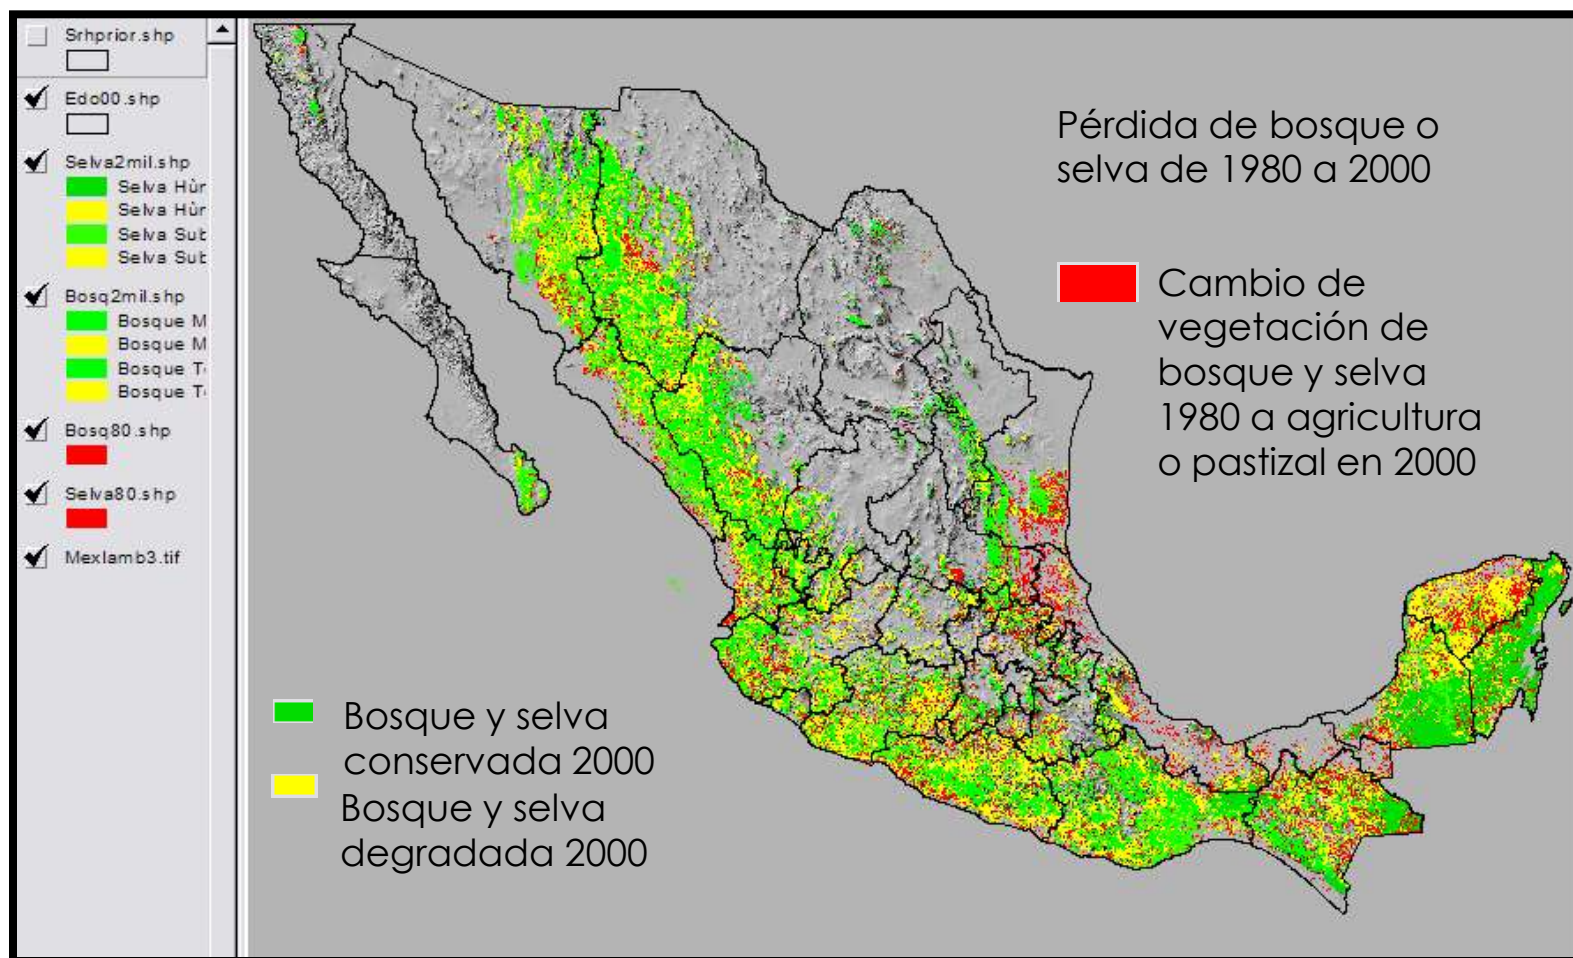 Srhprior.shp
Edo00.shp
Selva2mil.shp
Selva Hùr
Selva Hùr
Selva Sub
Selva Sub
Bosq2mil.shp
Bosque M
Bosque M
Bosque T
Bosque T
Bosq80.shp
Selva80.shp
Mexlamb3.tif
Pérdida de bosque o
selva de 1980 a 2000
Cambio de
vegetación de
bosque y selva
1980 a agricultura
o pastizal en 2000
Bosque y selva
conservada 2000
Bosque y selva
degradada 2000